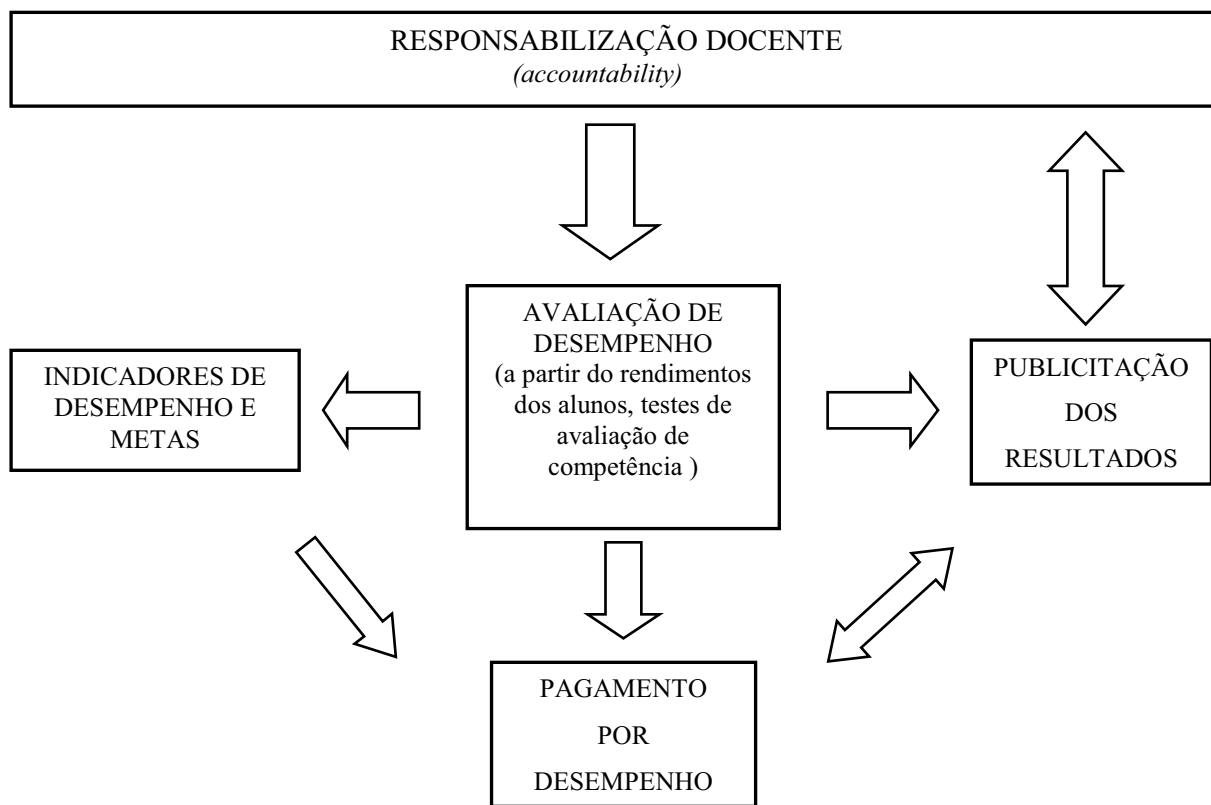 RESPONSABILIZAÇÃO DOCENTE
(accountability)
AVALIAÇÃO DE
DESEMPENHO
(a partir do rendimentos
dos alunos, testes de
avaliação de
competência )
INDICADORES DE
DESEMPENHO E
METAS
PUBLICITAÇÃO
DOS
RESULTADOS
PAGAMENTO
POR
DESEMPENHO